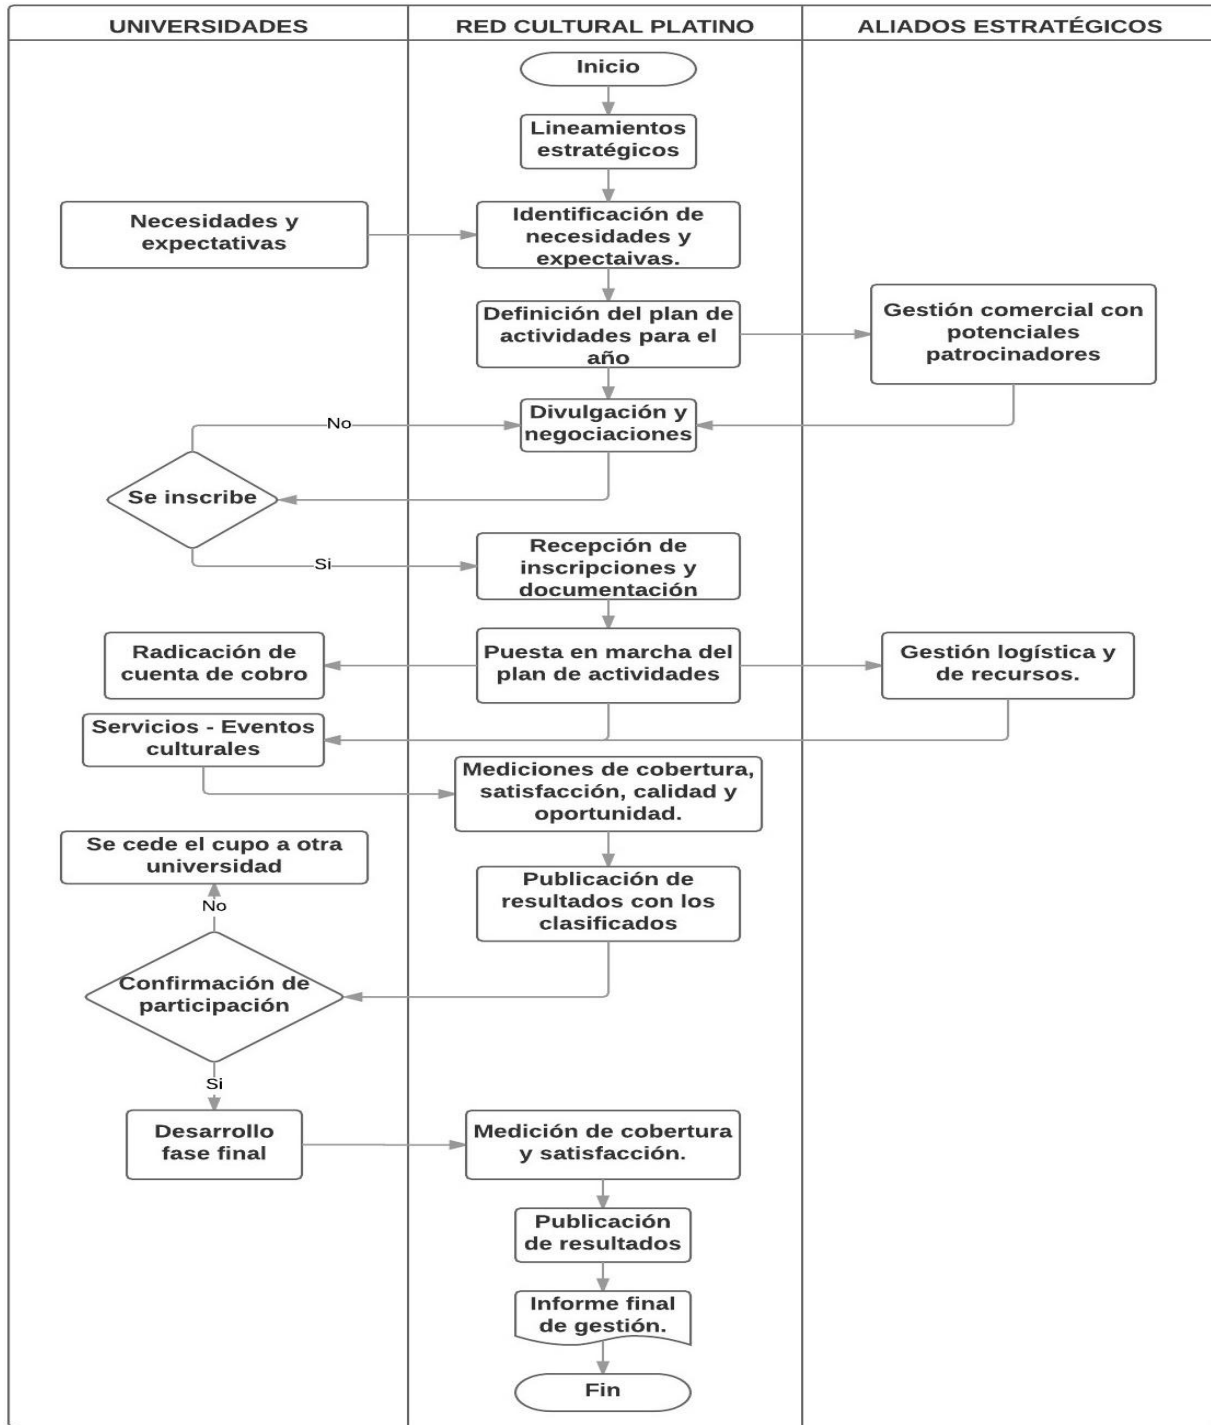 UNIVERSIDADES
RED CULTURAL PLATINO
ALIADOS ESTRATÉGICOS
Inicio
Lineamientos
estratégicos
Necesidades y
expectativas
Identificación de
necesidades y
expectaivas.
Definición del plan de
actividades para el
año
Gestión comercial con
potenciales
patrocinadores
Divulgación y
negociaciones
No
Se inscribe
Si
Recepción de
inscripciones y
documentación
Radicación de
cuenta de cobro
Puesta en marcha del
plan de actividades
Gestión logística y
de recursos.
Servicios - Eventos
culturales
Mediciones de cobertura,
satisfacción, calidad y
oportunidad.
Se cede el cupo a otra
universidad
Publicación de
resultados con los
clasificados
No
Confirmación de
participación
Si
Desarrollo
fase final
Medición de cobertura
y satisfacción.
Publicación
de resultados
Informe final
de gestión.
Fin